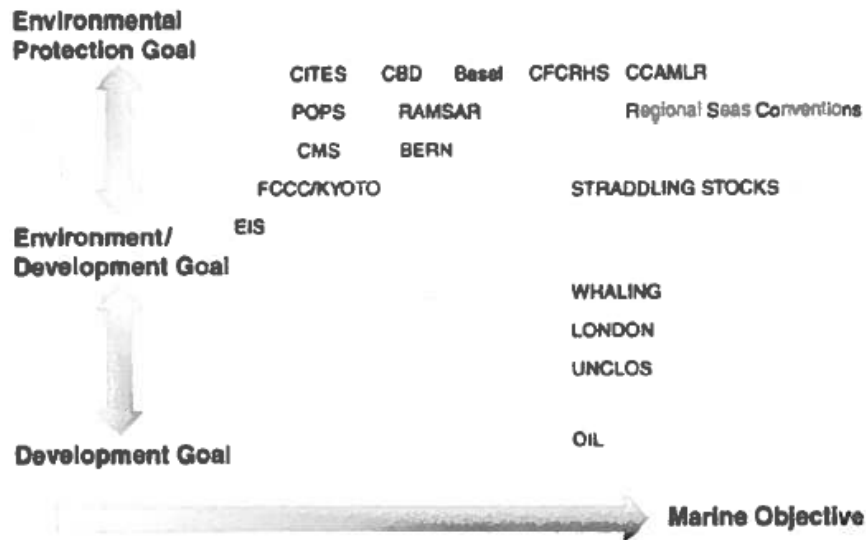 Environmental
Protection Goal
CITES CBD Basel CFCRHS CCAMLR
POPS RAMSAR Regional Seas Conventions
CMS BERN
FCCC/KYOTO STRADDLING STOCKS
EIS
Environment/
Development Goal
WHALING
LONDON
UNCLOS
OIL
Development Goal
Marine Objective